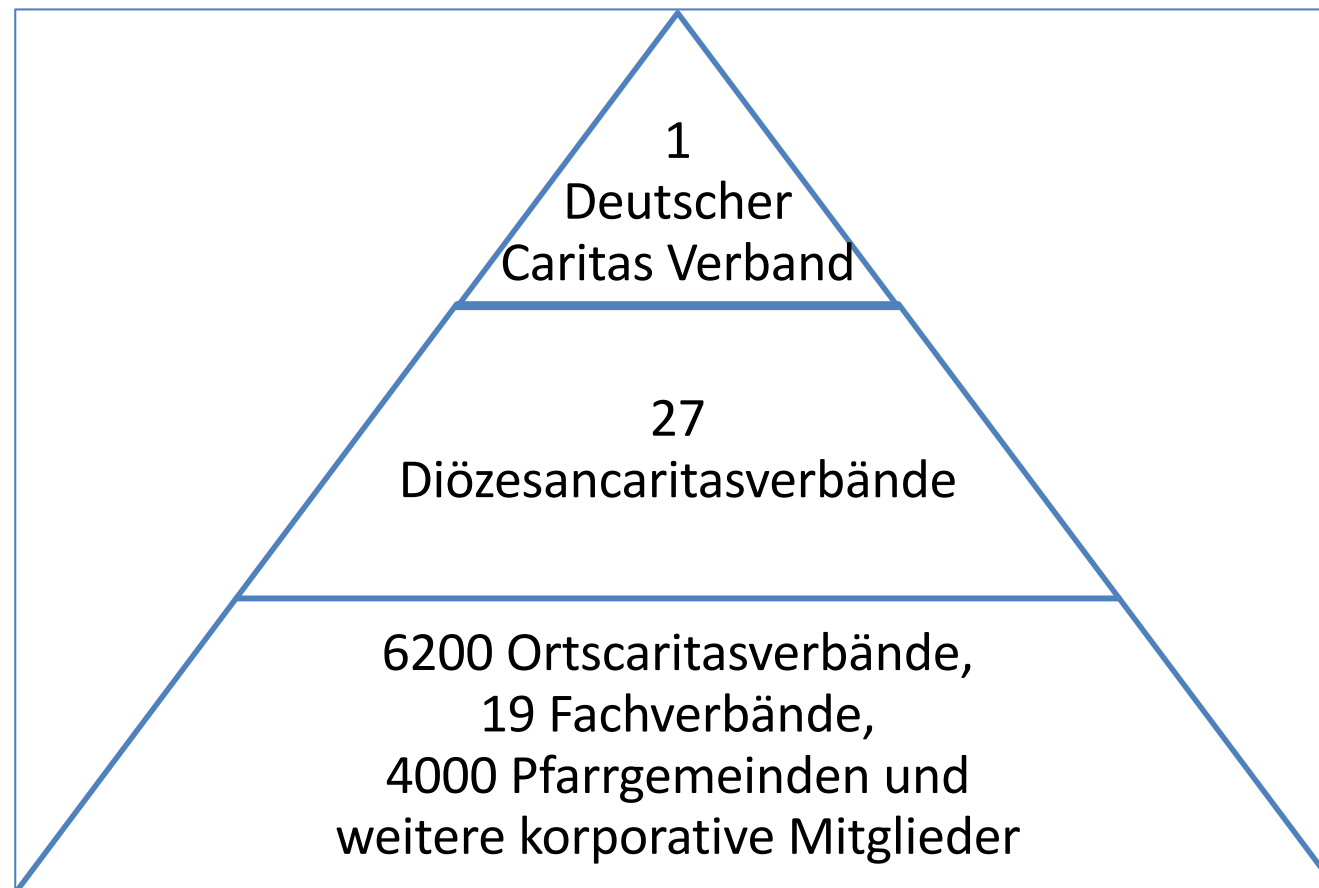 1
Deutscher
Caritas Verband
27
Diözesancaritasverbände
6200 Ortscaritasverbände,
19 Fachverbände,
4000 Pfarrgemeinden und
weitere korporative Mitglieder